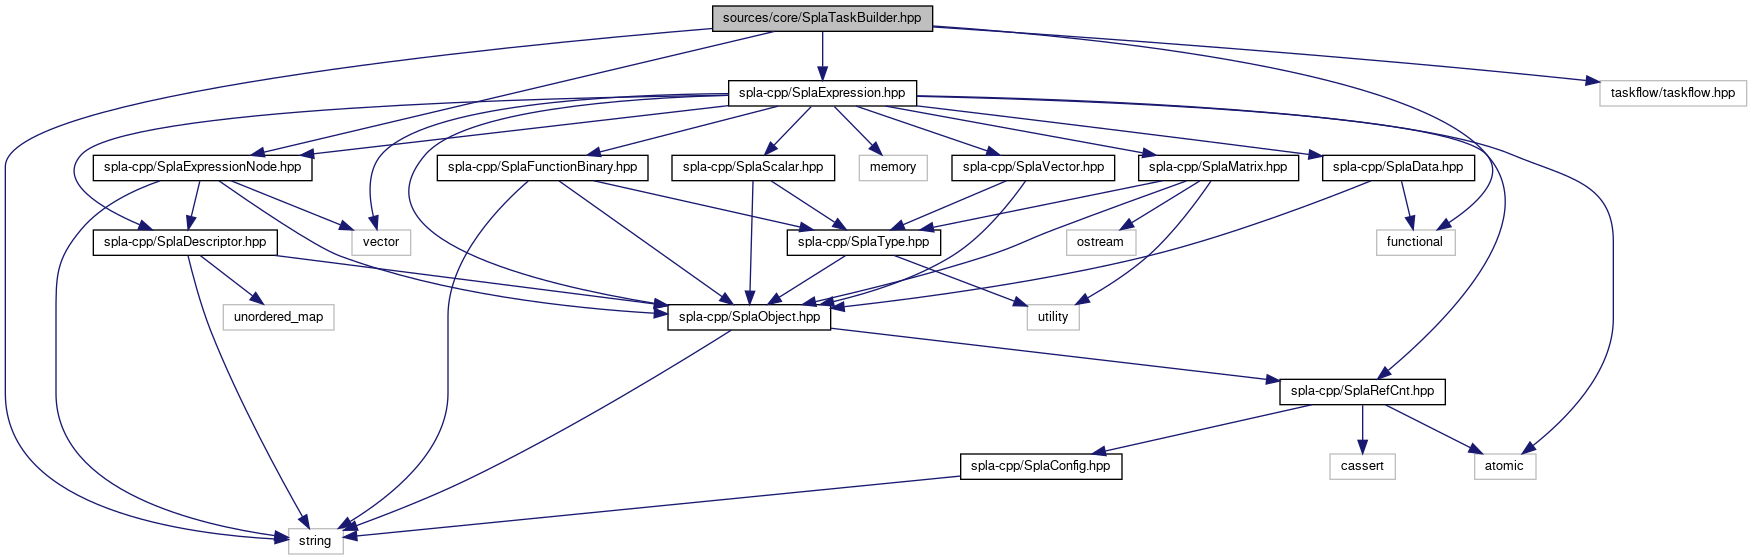 sources/core/SplaTaskBuilder.hpp
spla-cpp/SplaExpression.hpp
taskflow/taskflow.hpp
spla-cpp/SplaExpressionNode.hpp
spla-cpp/SplaFunctionBinary.hpp
spla-cpp/SplaScalar.hpp
memory
spla-cpp/SplaVector.hpp
spla-cpp/SplaMatrix.hpp
spla-cpp/SplaData.hpp
spla-cpp/SplaDescriptor.hpp
vector
spla-cpp/SplaType.hpp
ostream
functional
unordered_map
spla-cpp/SplaObject.hpp
utility
spla-cpp/SplaRefCnt.hpp
spla-cpp/SplaConfig.hpp
cassert
atomic
string